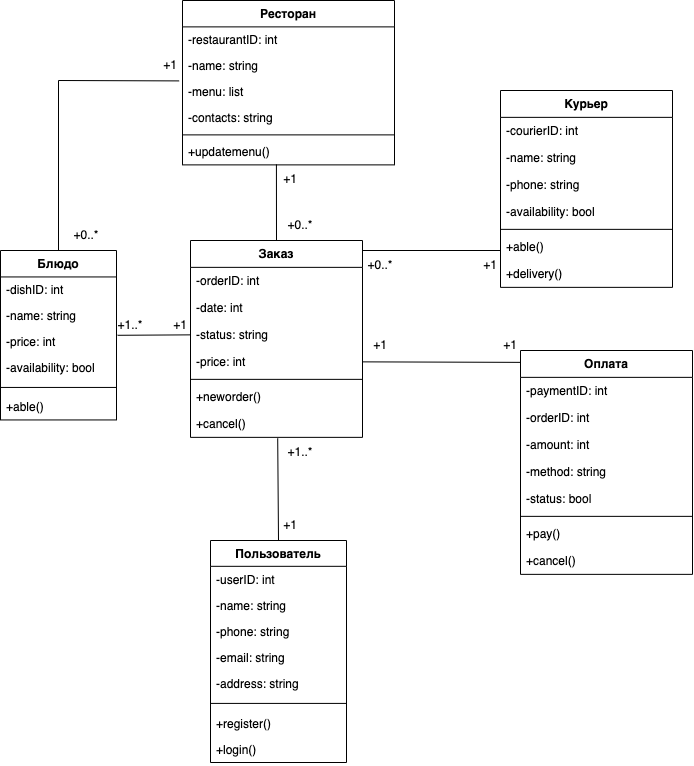 Ресторан
-restaurantID: int
-name: string
-menu: list
-contacts: string
+updatemenu()
+1
+1
+0..*
+0..*
Курьер
-courierID: int
-name: string
-phone: string
-availability: bool
+able()
+delivery()
Блюдо
-dishID: int
-name: string
-price: int
-availability: bool
+able()
+1..*
+1
Заказ
-orderID: int
-date: int
-status: string
-price: int
+neworder()
+cancel()
+0..*
+1
+1
+1
Оплата
-paymentID: int
-orderID: int
-amount: int
-method: string
-status: bool
+pay()
+cancel()
+1..*
+1
Пользователь
-userID: int
-name: string
-phone: string
-email: string
-address: string
+register()
+login()